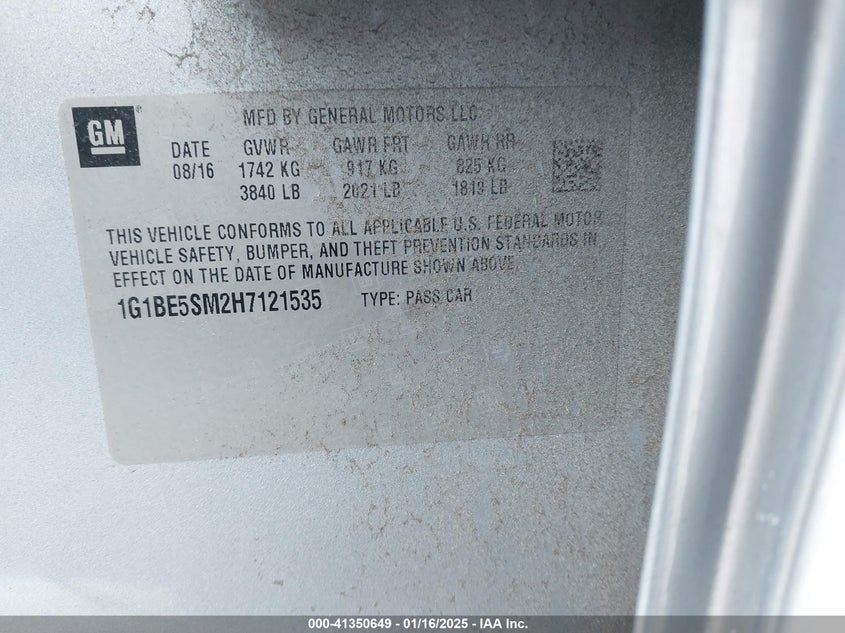 GM ®
MFD BY GENERAL MOTORS LLC
DATE GVWR GAWR FRT GAWR RR
08/16 1742 KG 917 KG 825 KG
3840 LB 2021 LB 1819 LB
THIS VEHICLE CONFORMS TO ALL APPLICABLE U.S. FEDERAL MOTOR
VEHICLE SAFETY, BUMPER, AND THEFT PREVENTION STANDARDS IN
EFFECT ON THE DATE OF MANUFACTURE SHOWN ABOVE.
1G1BE5SM2H7121535 TYPE: PASS CAR
000-41350649 - 01/16/2025 - IAA Inc.